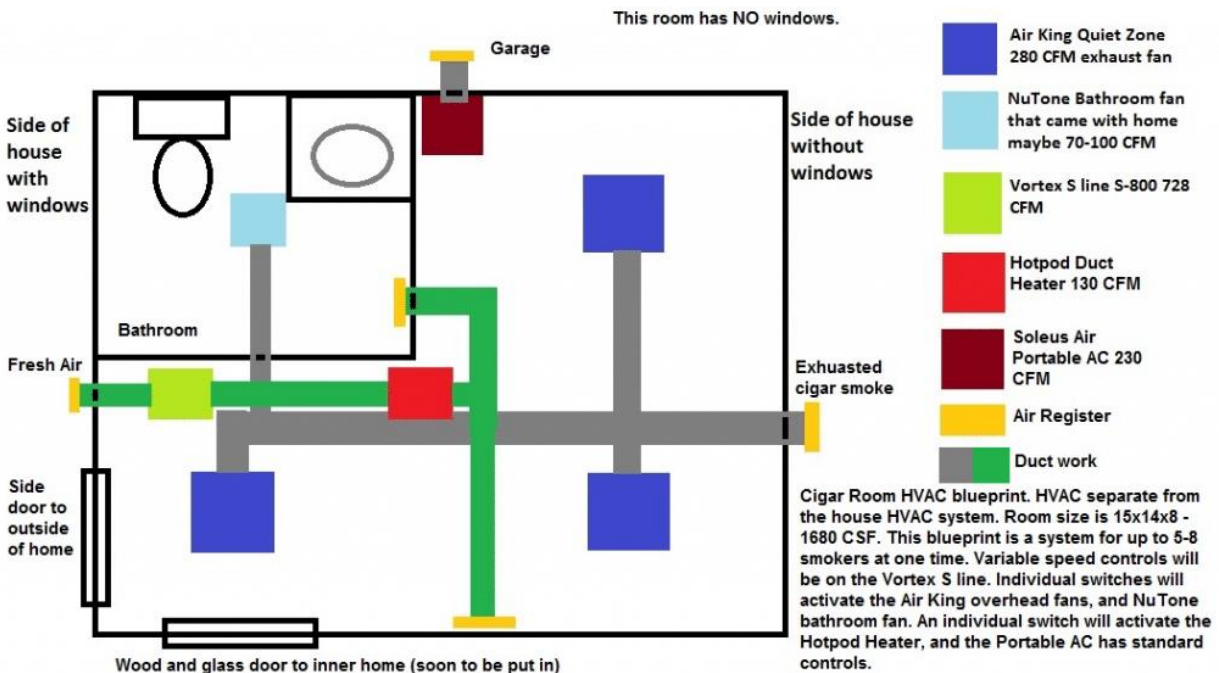 This room has NO windows.
Garage
Side of
house
with
windows
Side of house
without
windows
Bathroom
Fresh Air
Exhuasted
cigar smoke
Side
door to
outside
of home
Wood and glass door to inner home (soon to be put in)
Air King Quiet Zone
280 CFM exhaust fan
NuTone Bathroom fan
that came with home
maybe 70-100 CFM
Vortex S line S-800 728
CFM
Hotpod Duct
Heater 130 CFM
Soleus Air
Portable AC 230
CFM
Air Register
Duct work
Cigar Room HVAC blueprint. HVAC separate from
the house HVAC system. Room size is 15x14x8 -
1680 CSF. This blueprint is a system for up to 5-8
smokers at one time. Variable speed controls will
be on the Vortex S line. Individual switches will
activate the Air King overhead fans, and NuTone
bathroom fan. An individual switch will activate the
Hotpod Heater, and the Portable AC has standard
controls.